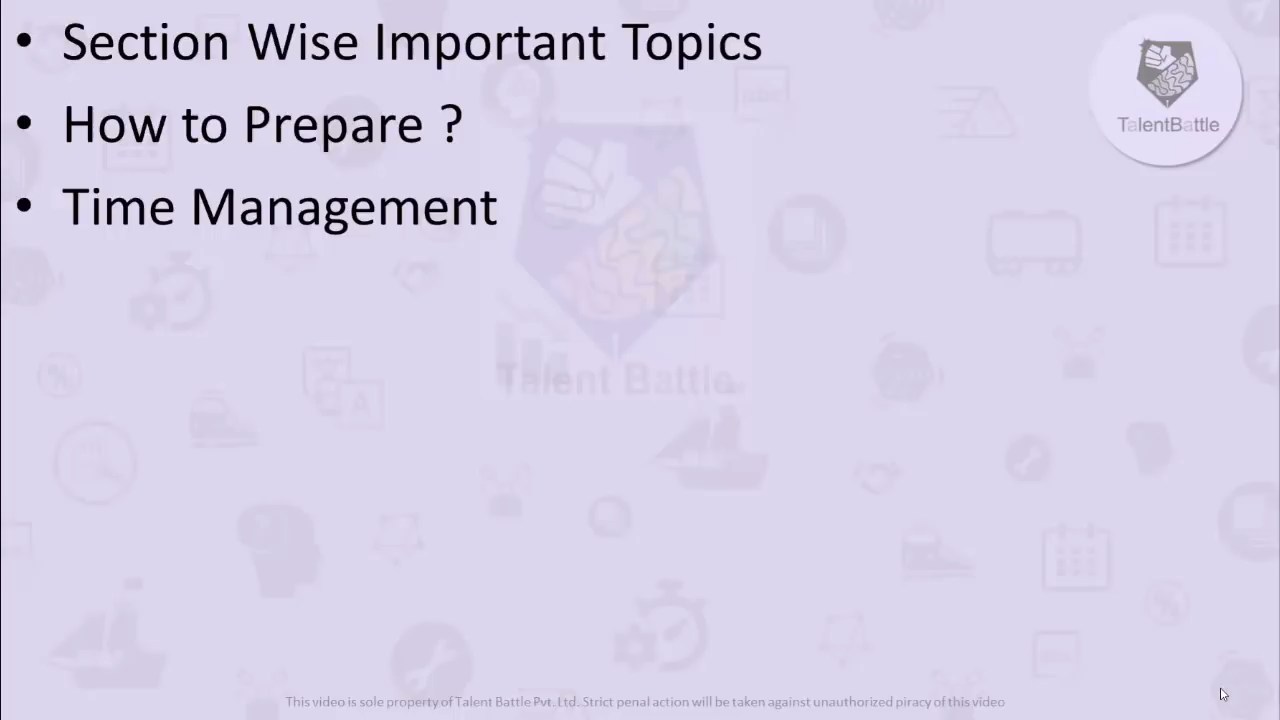 • Section Wise Important Topics
TalentBattle
• How to Prepare ?
• Time Management
Talent Battle
This video is sole property of Talent Battle Pvt. Ltd. Strict penal action will be taken against unauthorized piracy of this video